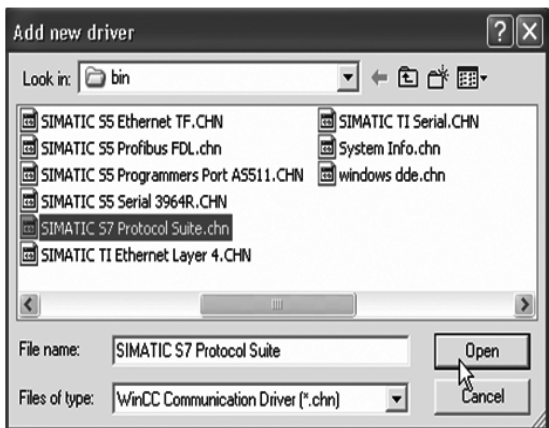 Add new driver
Look in: bin
SIMATIC S5 Ethernet TF.CHN
SIMATIC S5 Profibus FDL.chn
SIMATIC S5 Programmers Port AS511.CHN
SIMATIC S5 Serial 3964R.CHN
SIMATIC S7 Protocol Suite.chn
SIMATIC TI Ethernet Layer 4.CHN
SIMATIC TI Serial.CHN
System Info.chn
windows dde.chn
File name: SIMATIC S7 Protocol Suite Open
Files of type: WinCC Communication Driver (*.chn) Cancel